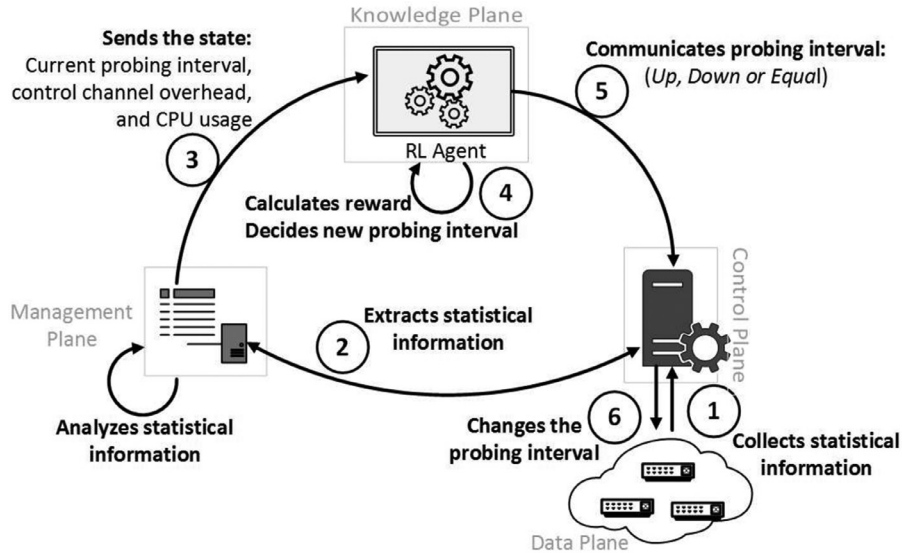 Knowledge Plane
Sends the state:
Current probing interval,
control channel overhead,
and CPU usage
3
RL Agent
Communicates probing interval:
(Up, Down or Equal)
5
4
Calculates reward
Decides new probing interval
Management
Plane
Analyzes statistical
information
2
Extracts statistical
information
Control Plane
6
1
Changes the
probing interval
Collects statistical
information
Data Plane